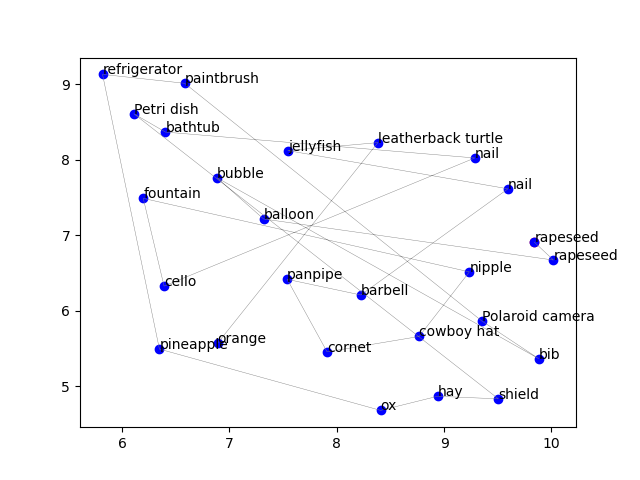 refrigerator
paintbrush
Petri dish
bathtub
leatherback turtle
jellyfish
nail
bubble
nail
fountain
balloon
rapeseed
rapeseed
nipple
panpipe
cello
barbell
Polaroid camera
cowboy hat
orange
pineapple
cornet
bib
hay
shield
ox
9
8
7
6
5
6 7 8 9 10